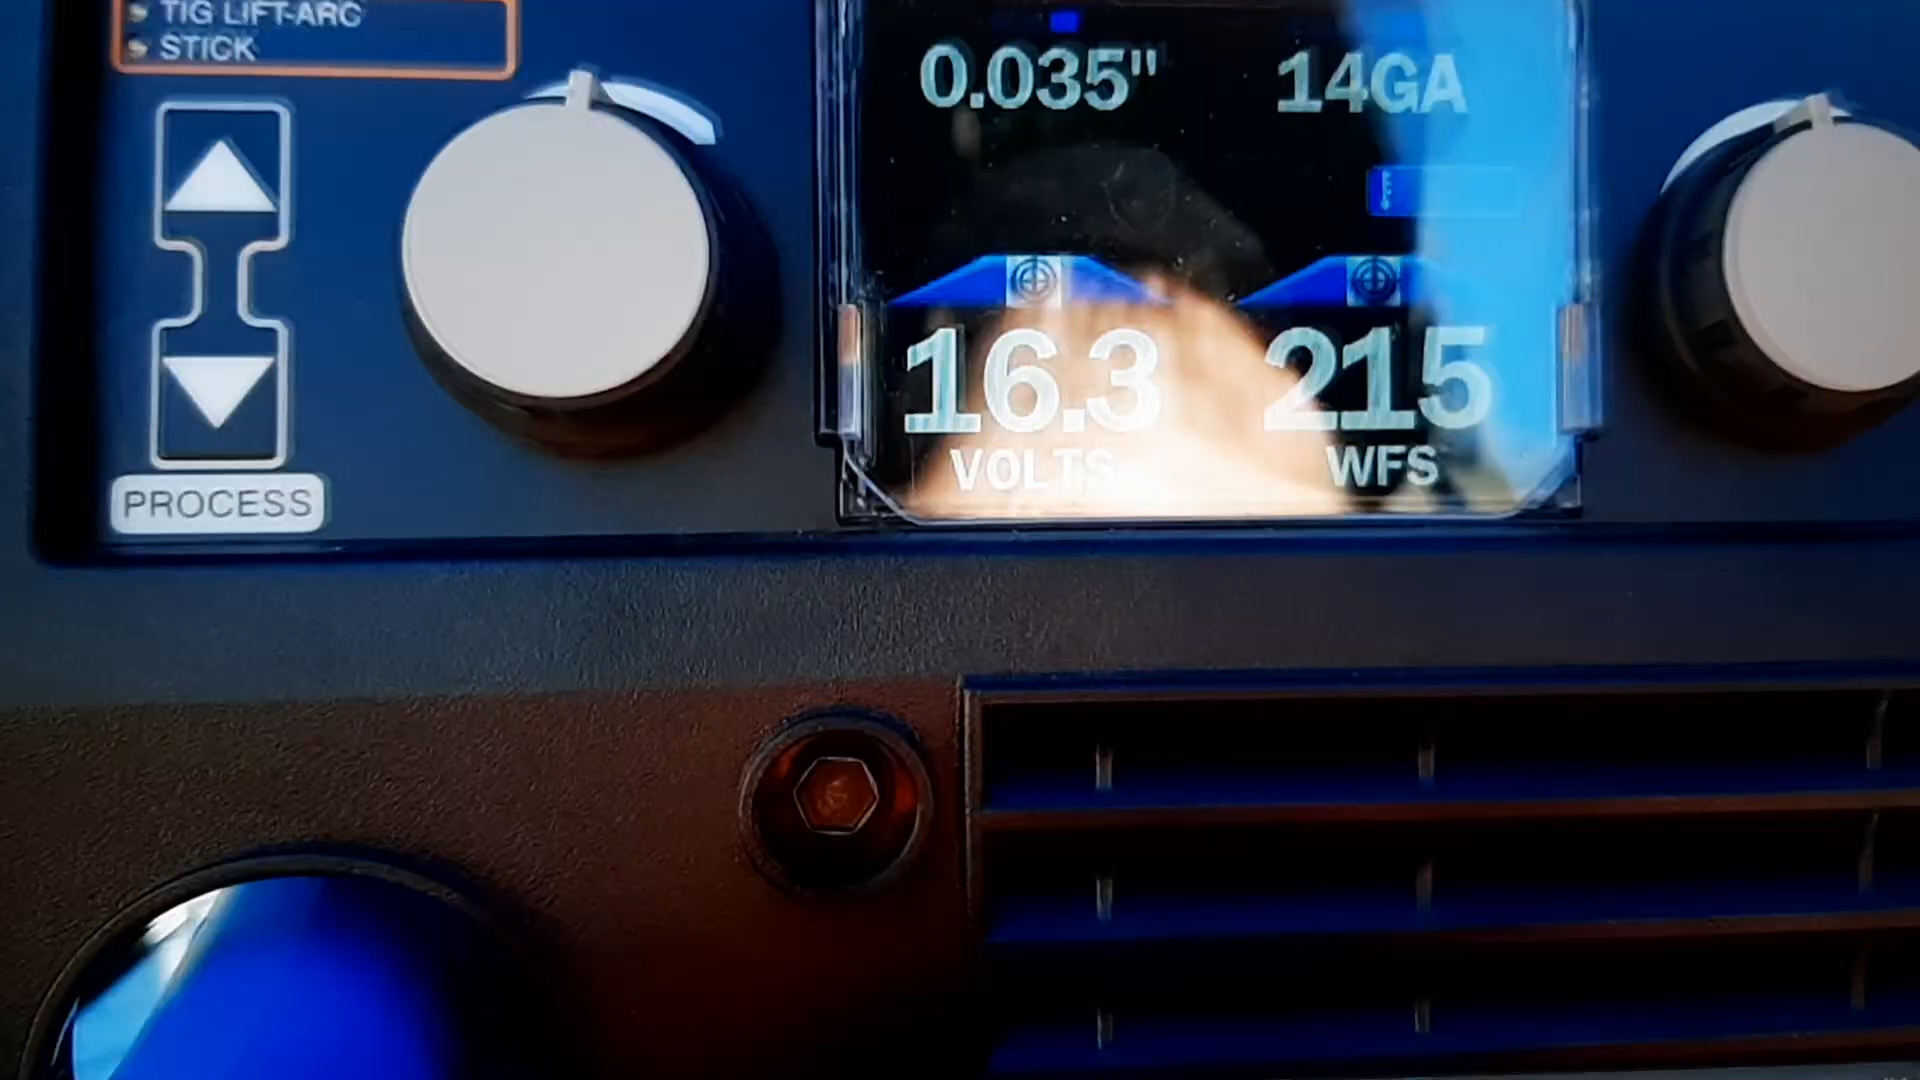 TIG LIFT-ARC
STICK
PROCESS
0.035" 14GA
16.3 215
VOLTS WFS